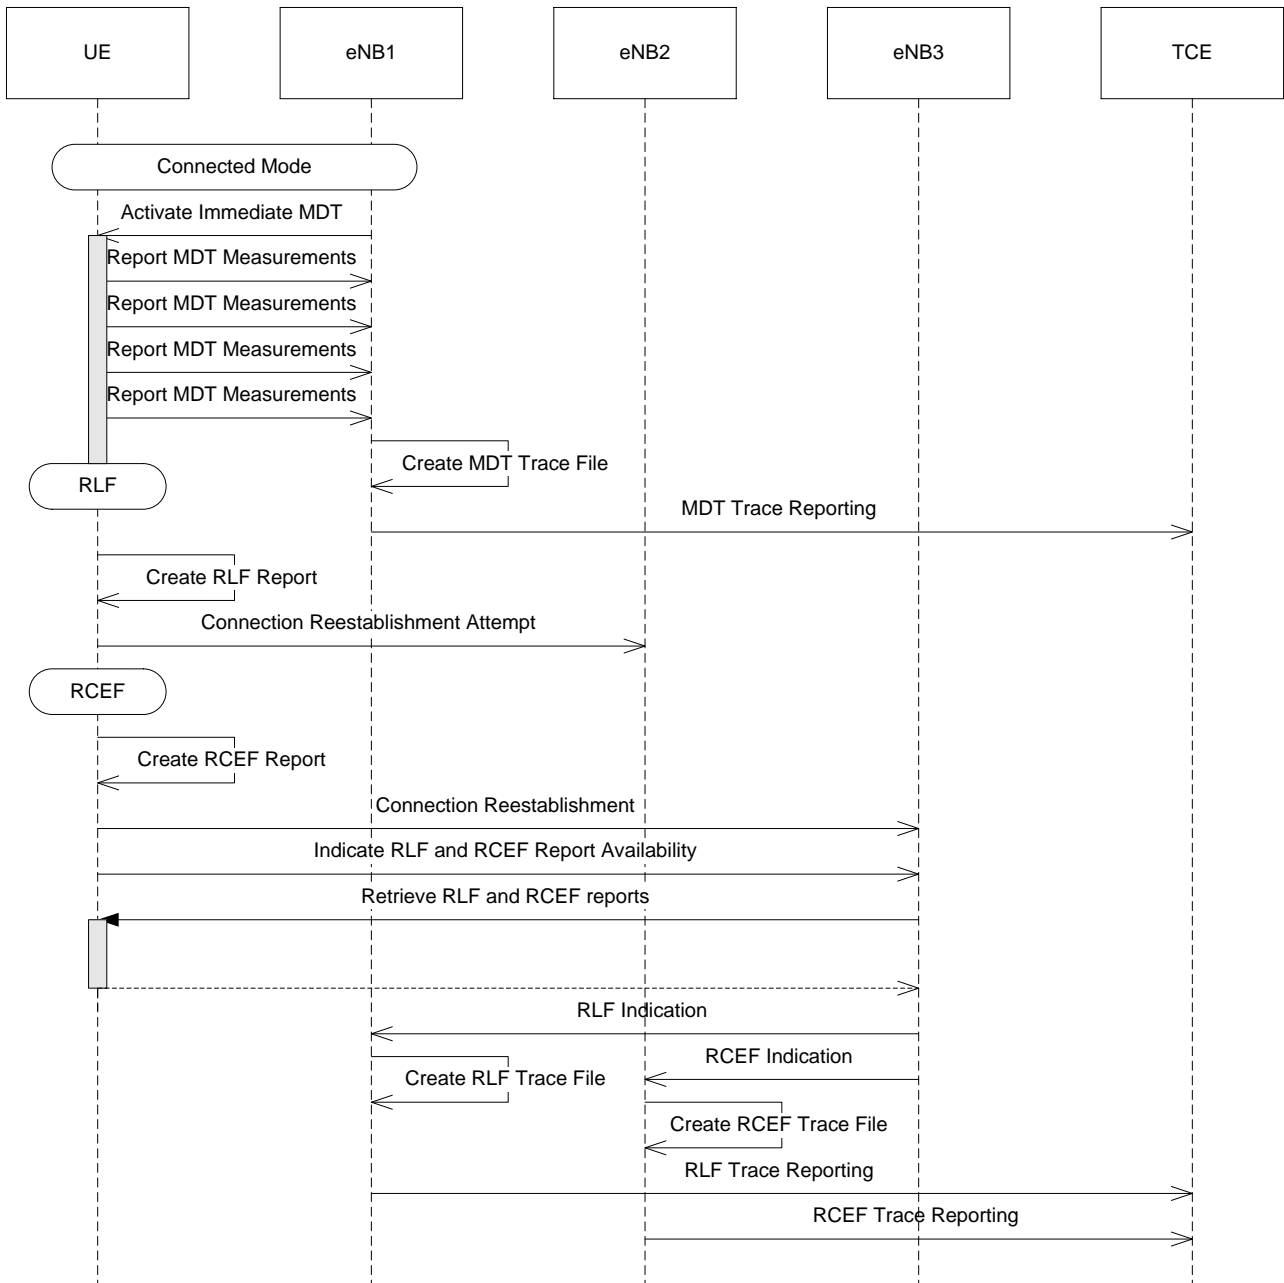 UE
eNB1
eNB2
eNB3
TCE
Connected Mode
Activate Immediate MDT
Report MDT Measurements
Report MDT Measurements
Report MDT Measurements
Report MDT Measurements
Create MDT Trace File
RLF
MDT Trace Reporting
Create RLF Report
Connection Reestablishment Attempt
RCEF
Create RCEF Report
Connection Reestablishment
Indicate RLF and RCEF Report Availability
Retrieve RLF and RCEF reports
RLF Indication
RCEF Indication
Create RLF Trace File
Create RCEF Trace File
RLF Trace Reporting
RCEF Trace Reporting